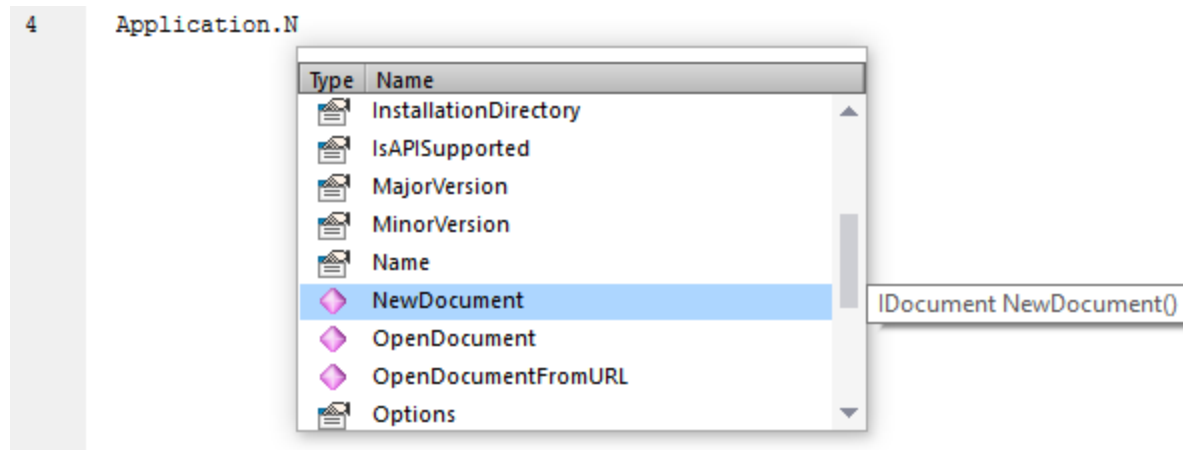 4 Application.N
Type Name
InstallationDirectory
IsAPISupported
MajorVersion
MinorVersion
Name
NewDocument
IDocument NewDocument()
OpenDocument
OpenDocumentFromURL
Options